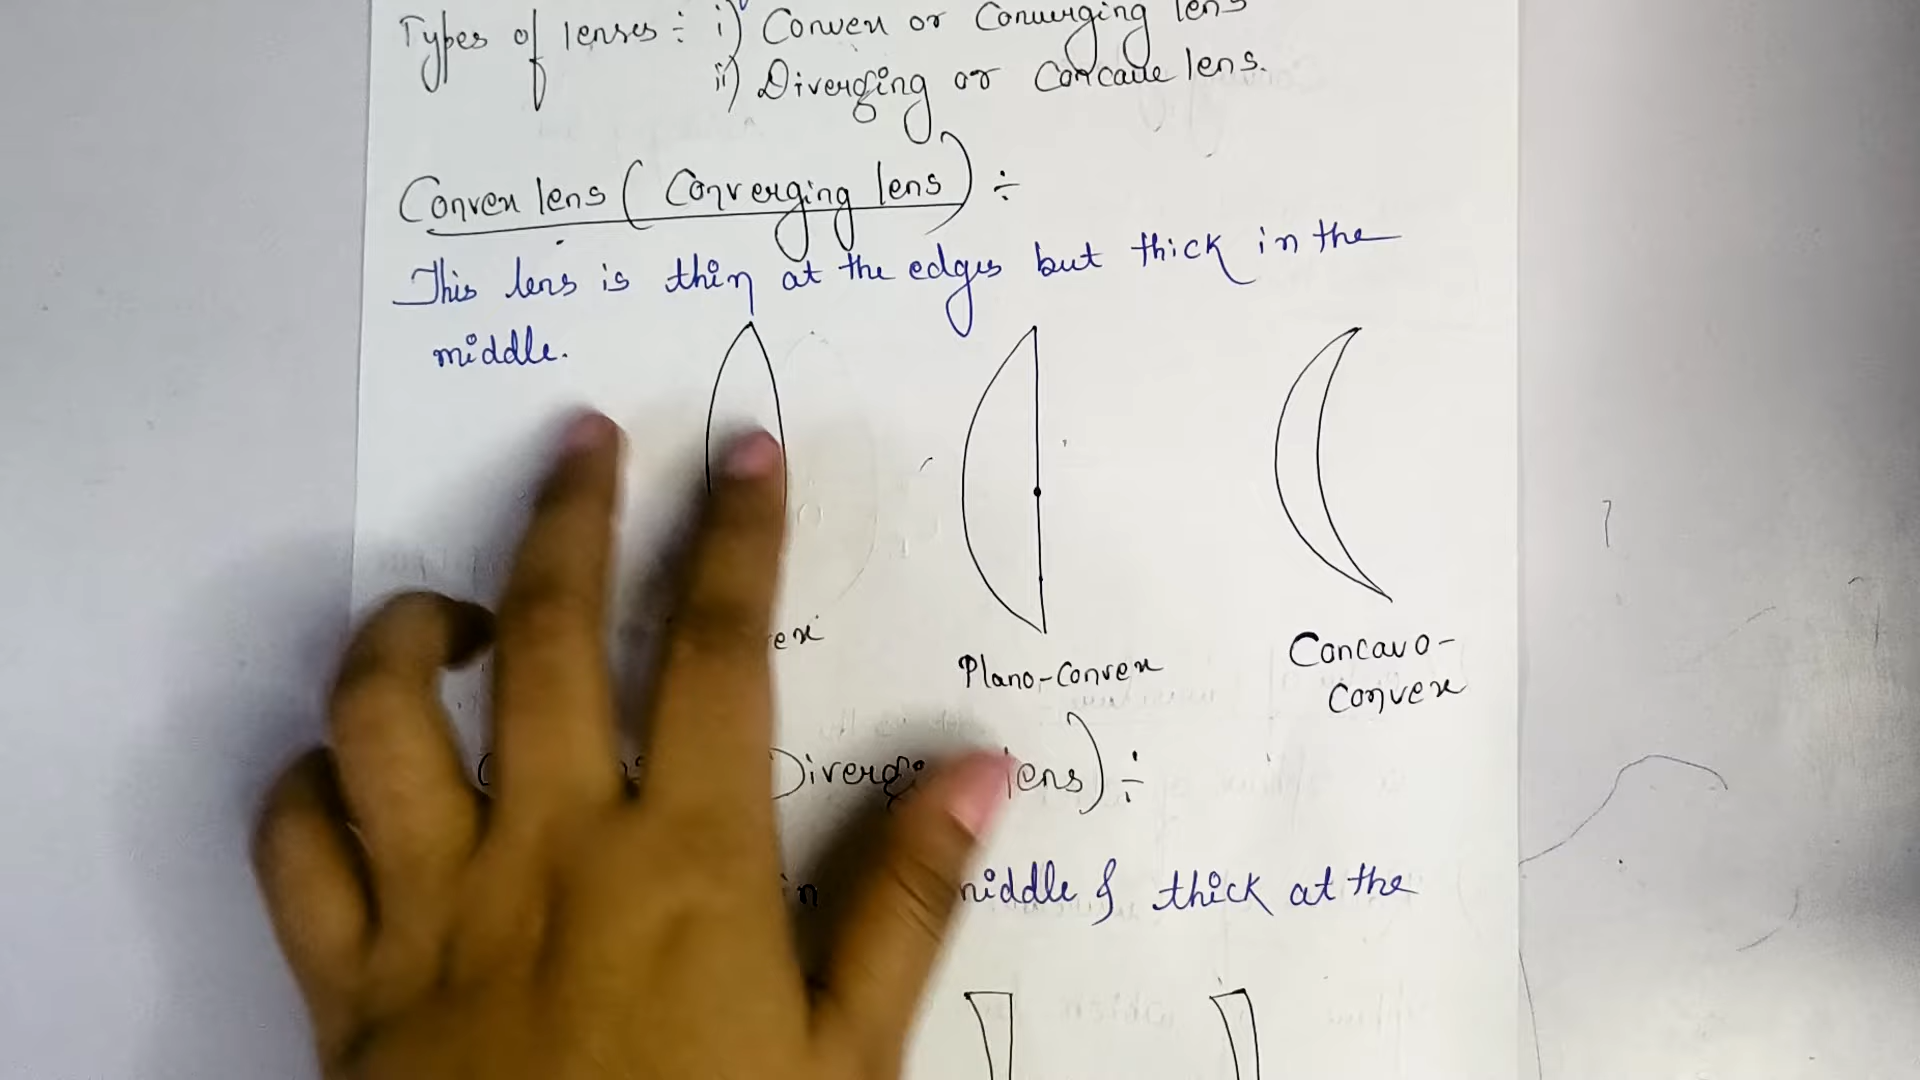 Types of lenses ÷ i) Convex or Converging lens
ii) Diverging or Concave lens.
Convex lens (Converging lens) ÷
This lens is thin at the edges but thick in the
middle.
Plano-Convex
Concavo-
Convex
lens) ÷
middle & thick at the